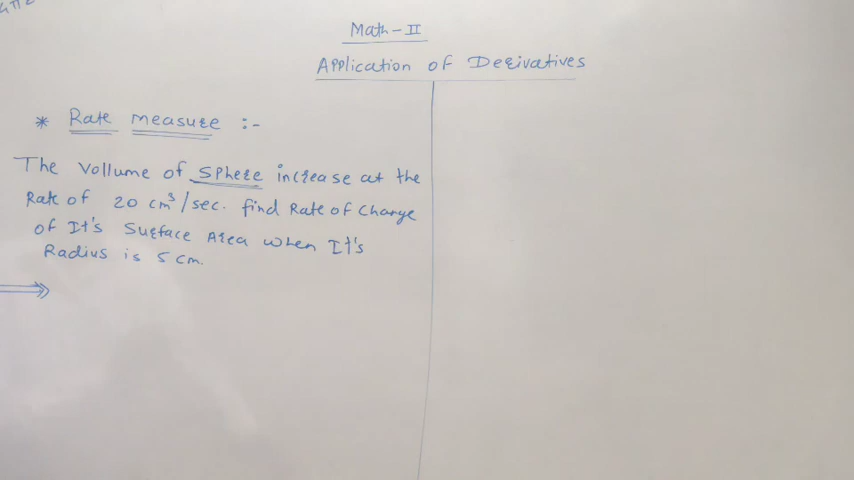 Math-II
Application of Derivatives
* Rate measure :-
The Vollume of Sphere increase at the
Rate of 20 cm³/sec. find Rate of Charge
of It's Surface Area when It's
Radius is 5 cm.